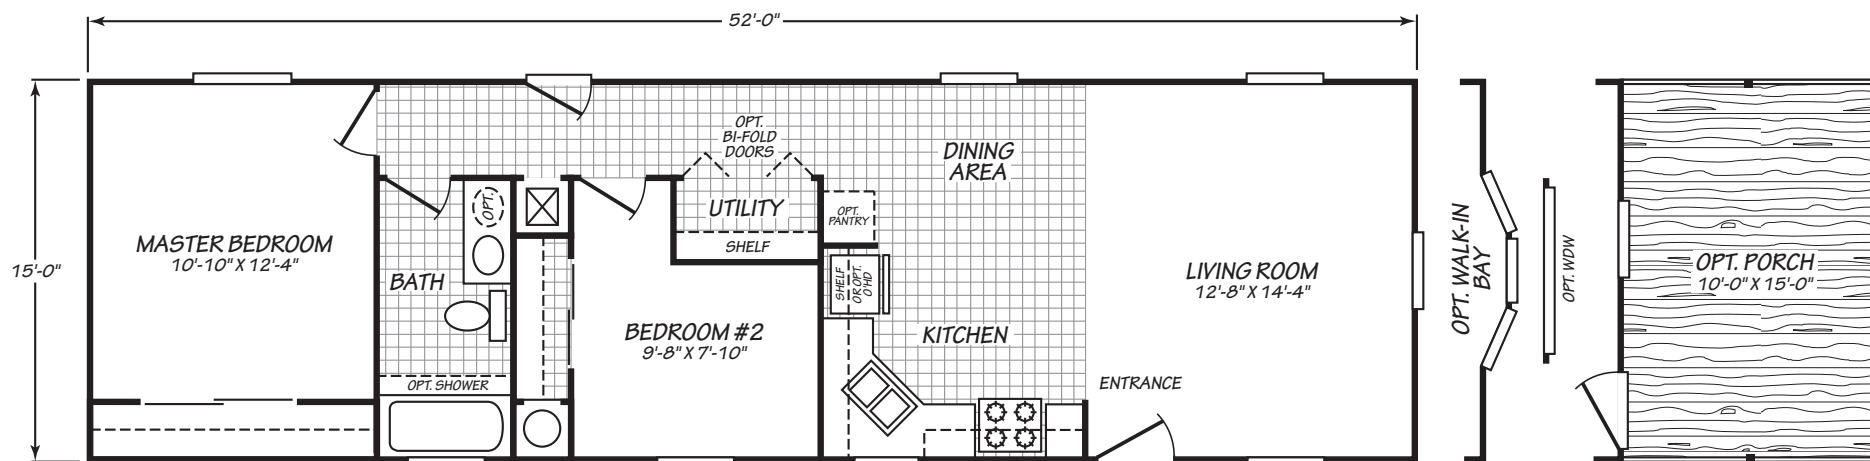 52'-0"
15'-0"
MASTER BEDROOM
10'-10" X 12'-4"
BATH
OPT.
OPT. SHOWER
OPT.
BI-FOLD
DOORS
UTILITY
SHELF
BEDROOM #2
9'-8" X 7'-10"
DINING
AREA
OPT.
PANTRY
SHELF
OR OPT.
O'HD
KITCHEN
ENTRANCE
LIVING ROOM
12'-8" X 14'-4"
OPT. WALK-IN
BAY
OPT. WDW
OPT. PORCH
10'-0" X 15'-0"